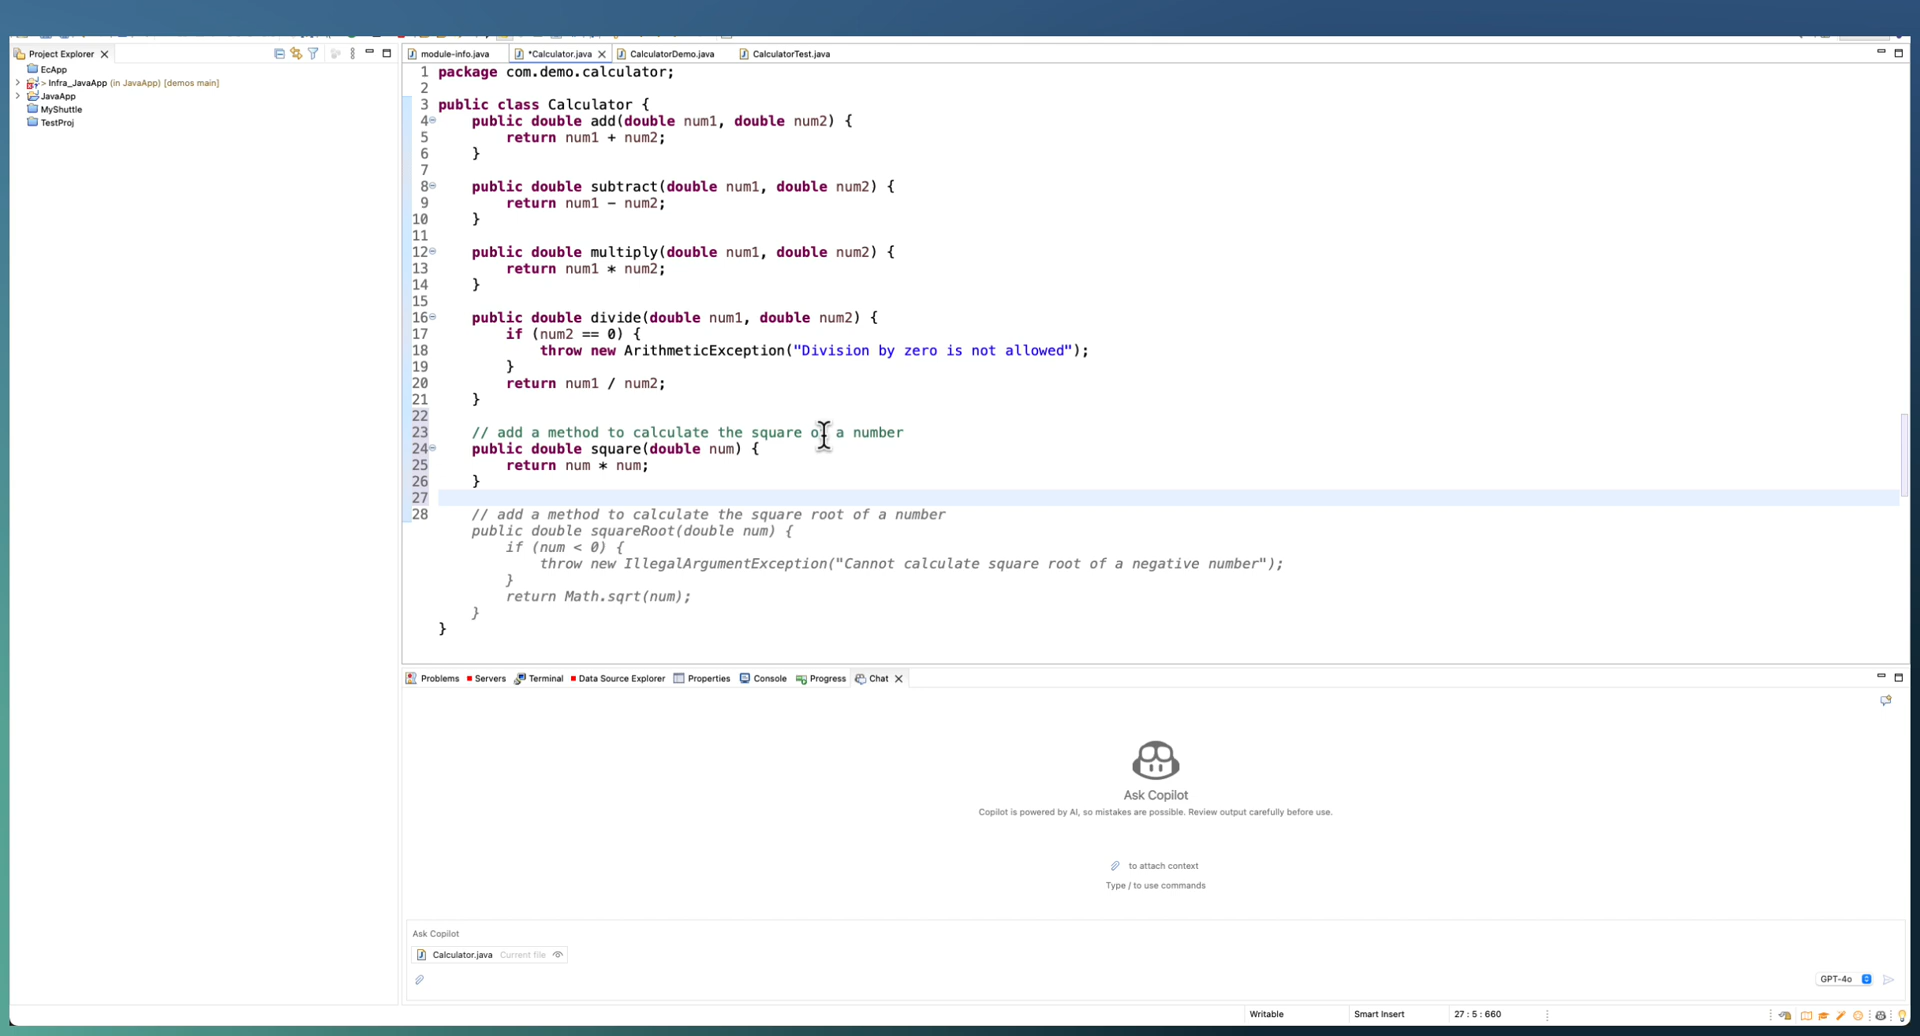 Project Explorer
EcApp
> Infra_JavaApp (in JavaApp) [demos main]
JavaApp
MyShuttle
TestProj
module-info.java *Calculator.java CalculatorDemo.java CalculatorTest.java
1 package com.demo.calculator;
2
3 public class Calculator {
4 public double add(double num1, double num2) {
5 return num1 + num2;
6 }
7
8 public double subtract(double num1, double num2) {
9 return num1 - num2;
10 }
11
12 public double multiply(double num1, double num2) {
13 return num1 * num2;
14 }
15
16 public double divide(double num1, double num2) {
17 if (num2 == 0) {
18 throw new ArithmeticException("Division by zero is not allowed");
19 }
20 return num1 / num2;
21 }
22
23 // add a method to calculate the square of a number
24 public double square(double num) {
25 return num * num;
26 }
27
28 // add a method to calculate the square root of a number
public double squareRoot(double num) {
if (num < 0) {
throw new IllegalArgumentException("Cannot calculate square root of a negative number");
}
return Math.sqrt(num);
}
}
Problems Servers Terminal Data Source Explorer Properties Console Progress Chat
Ask Copilot
Copilot is powered by AI, so mistakes are possible. Review output carefully before use.
to attach context
Type / to use commands
Ask Copilot
Calculator.java Current file
GPT-4o
Writable Smart Insert 27 : 5 : 660